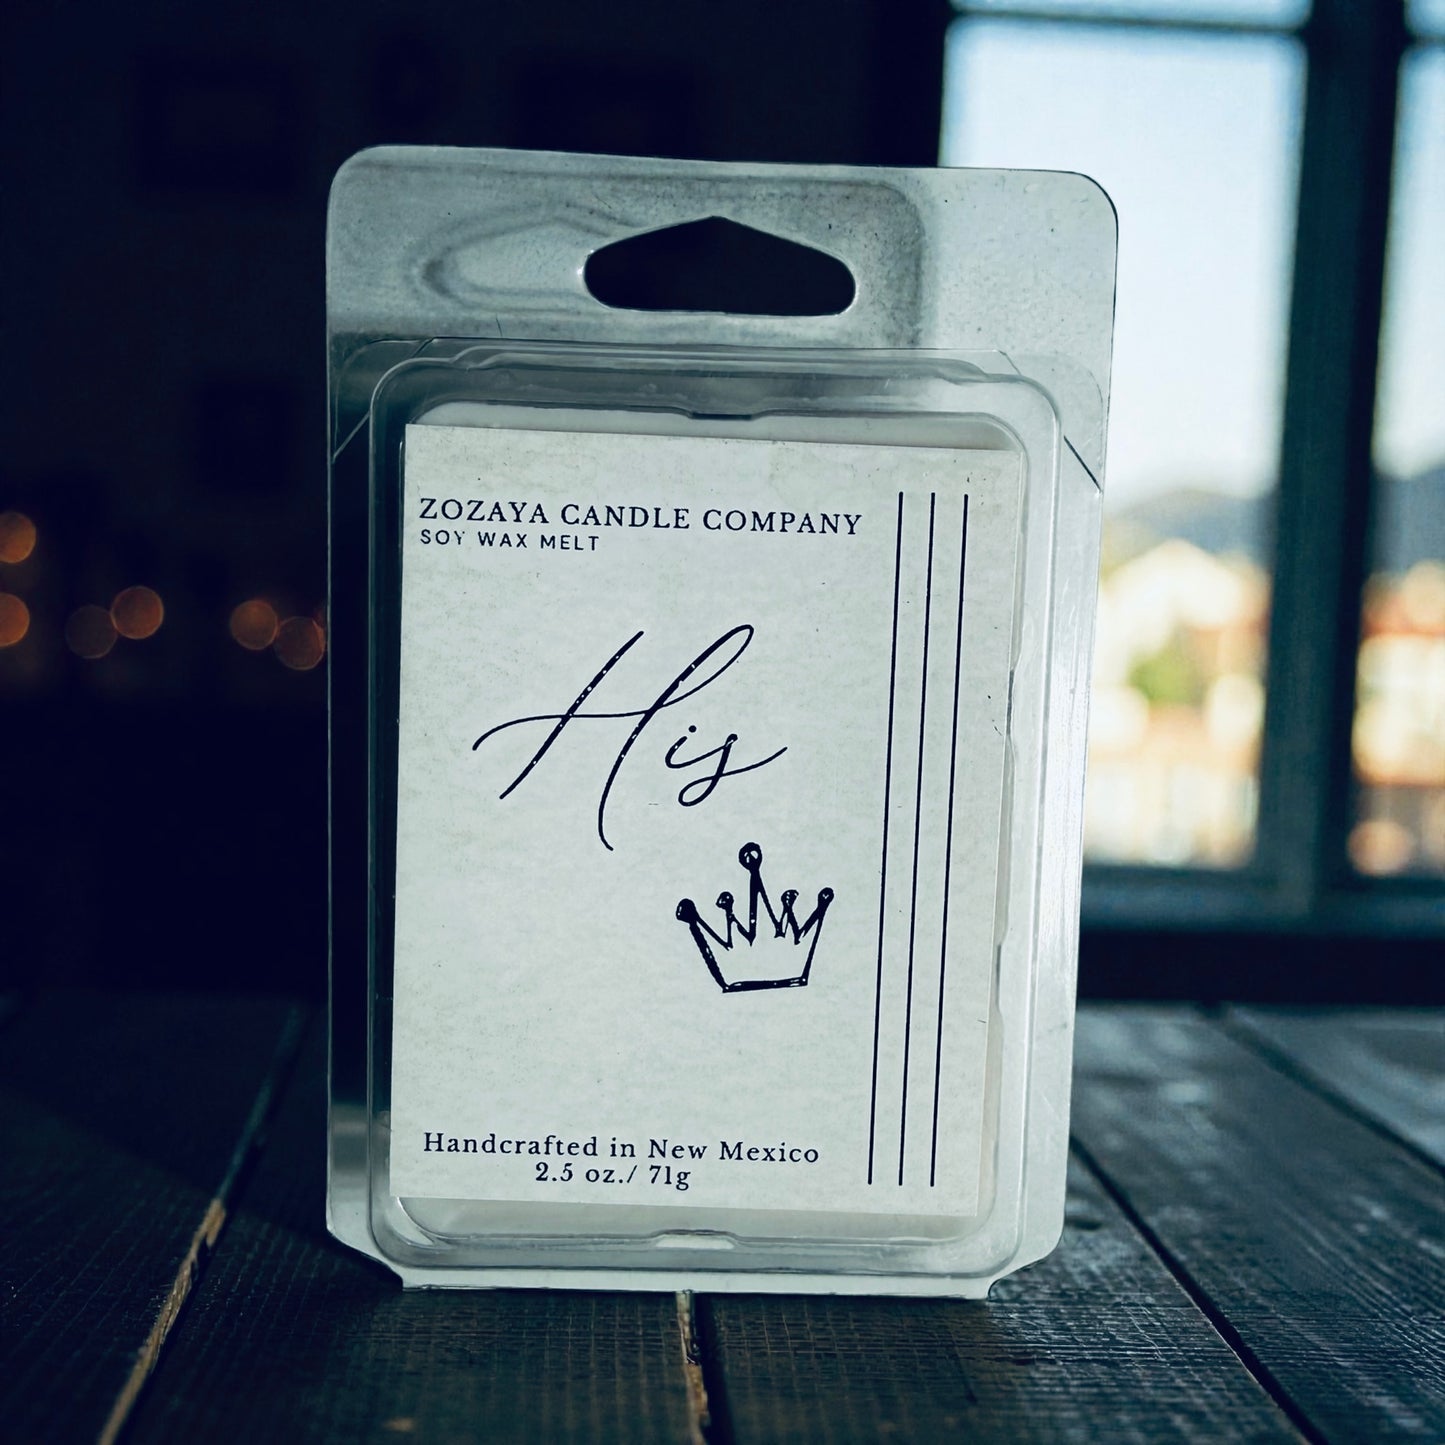 ZOZAYA CANDLE COMPANY
SOY WAX MELT
His
Handcrafted in New Mexico
2.5 oz./ 71g